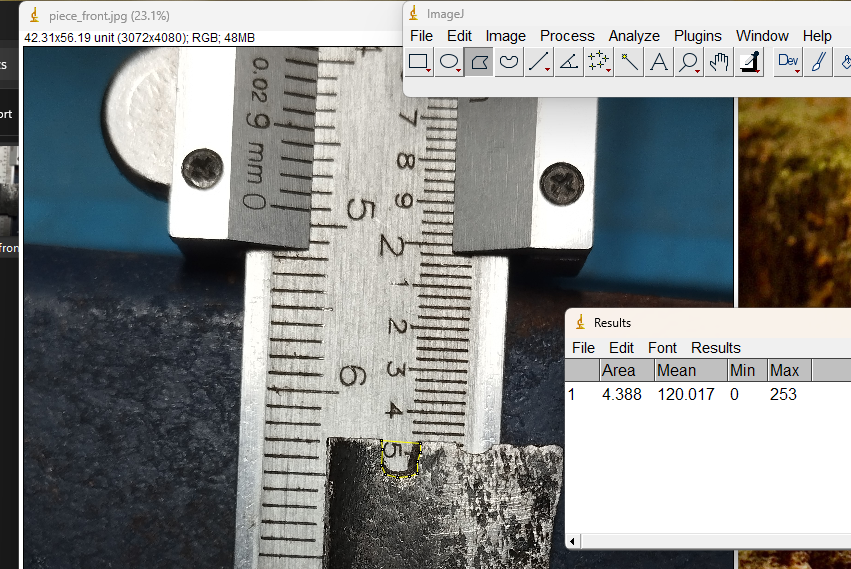 piece_front.jpg (23.1%)
42.31x56.19 unit (3072x4080); RGB; 48MB
ImageJ
File Edit Image Process Analyze Plugins Window Help
Dev
0.02
9
mm
0
7
8
9
2
1
2
3
4
5
5
6
Results
File Edit Font Results
Area Mean Min Max
1 4.388 120.017 0 253